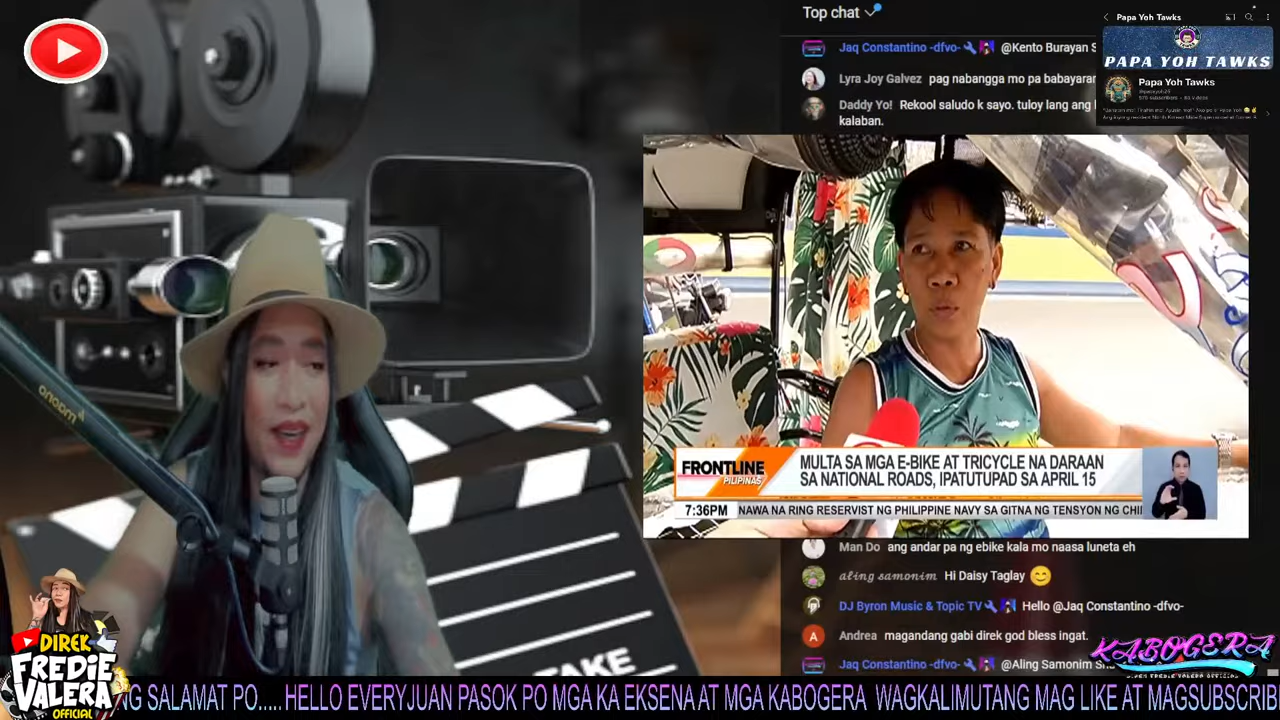 Top chat
Papa Yoh Tawks
PAPA YOH TAWKS
Papa Yoh Tawks
Jaq Constantino -dfvo- @Kento Burayan S
Lyra Joy Galvez pag nabangga mo pa babayaran
Daddy Yo! Rekool saludo k sayo. tuloy lang ang
kalaban.
maono
FRONTLINE
PILIPINAS
MULTA SA MGA E-BIKE AT TRICYCLE NA DARAAN
SA NATIONAL ROADS, IPATUTUPAD SA APRIL 15
7:36PM NAWA NA RING RESERVIST NG PHILIPPINE NAVY SA GITNA NG TENSYON NG CHI
Man Do ang andar pa ng ebike kala mo naasa luneta eh
aling samonim Hi Daisy Taglay 😊
DJ Byron Music & Topic TV Hello @Jaq Constantino -dfvo-
A Andrea magandang gabi direk god bless ingat.
Jaq Constantino -dfvo- @Aling Samonim
TAKE
KABOGERA
DIREK
FREDIE
VALERA
OFFICIAL
NG SALAMAT PO..... HELLO EVERYJUAN PASOK PO MGA KA EKSENA AT MGA KABOGERA WAGKALIMUTANG MAG LIKE AT MAGSUBSCRIB